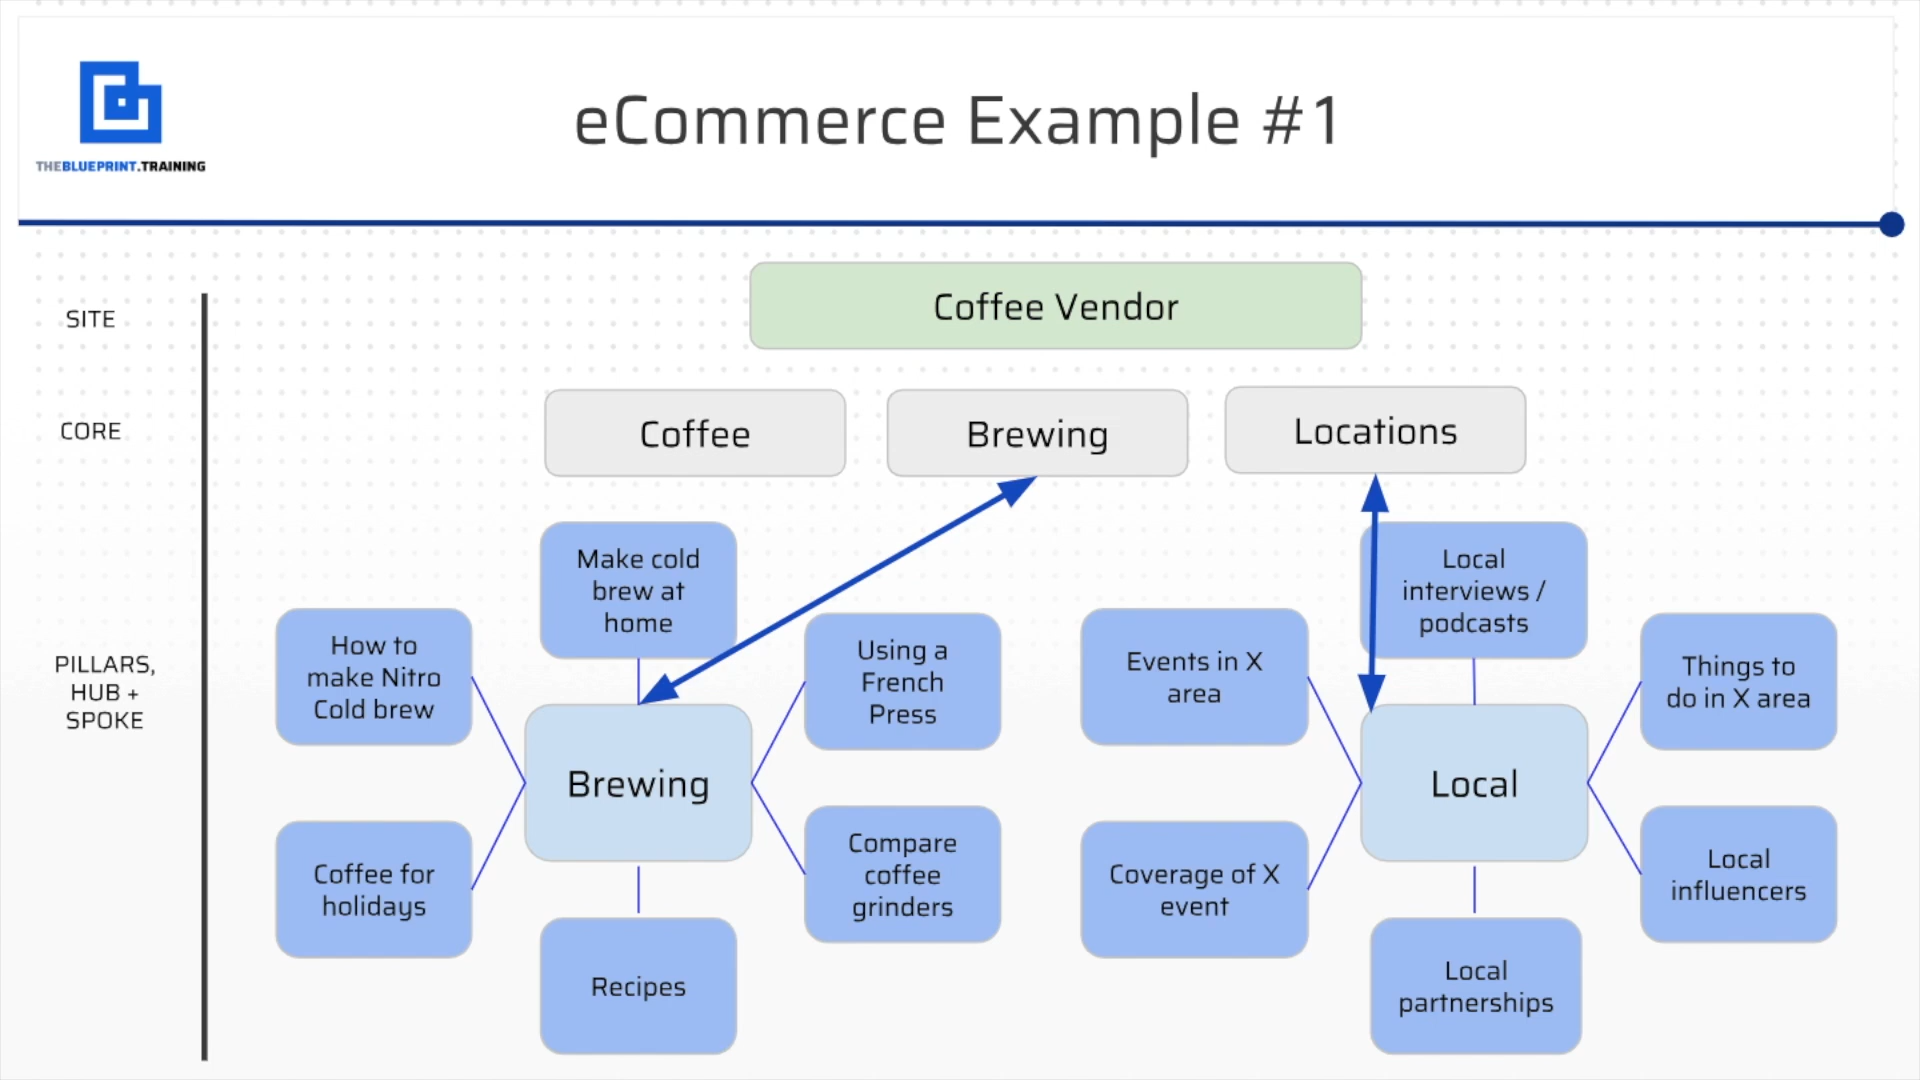 THEBLUEPRINT.TRAINING
eCommerce Example #1
SITE
Coffee Vendor
CORE
Coffee
Brewing
Locations
PILLARS,
HUB +
SPOKE
How to
make Nitro
Cold brew
Make cold
brew at
home
Using a
French
Press
Brewing
Coffee for
holidays
Recipes
Compare
coffee
grinders
Events in X
area
Local
interviews /
podcasts
Things to
do in X area
Local
Coverage of X
event
Local
partnerships
Local
influencers